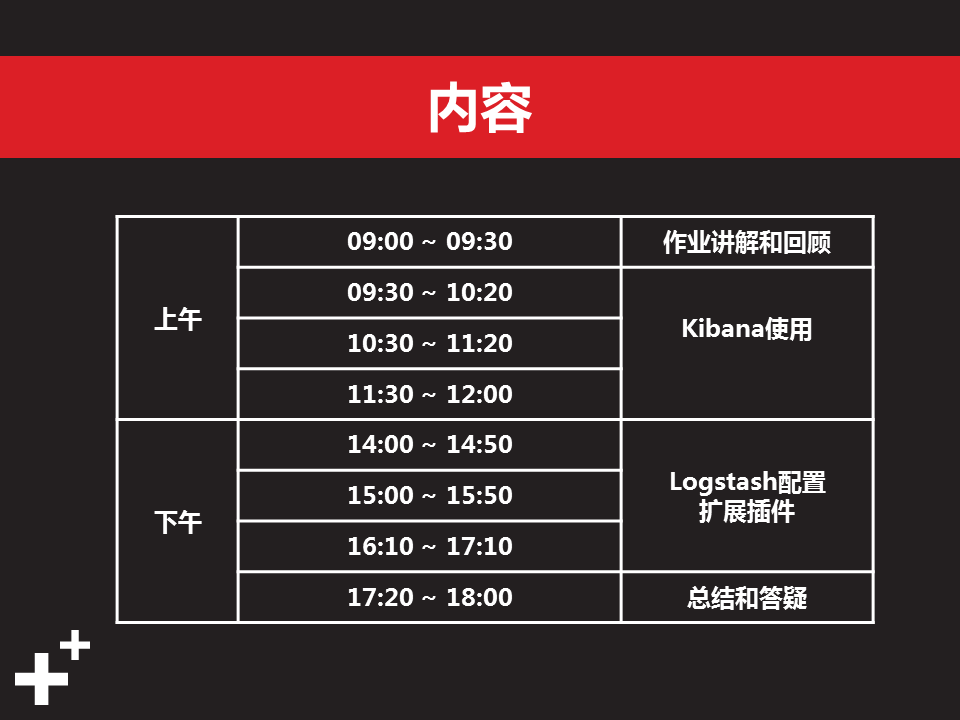 内容
上午
09:00 ~ 09:30
作业讲解和回顾
09:30 ~ 10:20
Kibana使用
10:30 ~ 11:20
11:30 ~ 12:00
下午
14:00 ~ 14:50
Logstash配置
扩展插件
15:00 ~ 15:50
16:10 ~ 17:10
17:20 ~ 18:00
总结和答疑